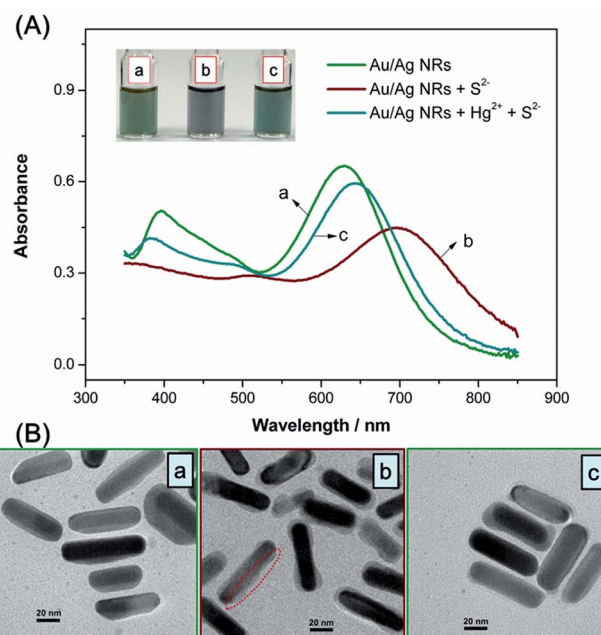 (A)
a b c
Au/Ag NRs
Au/Ag NRs + S²⁻
Au/Ag NRs + Hg²⁺ + S²⁻
Absorbance
0.9
0.6
0.3
0.0
a
c
b
300 400 500 600 700 800 900
Wavelength / nm
(B)
a b c
20 nm 20 nm 20 nm